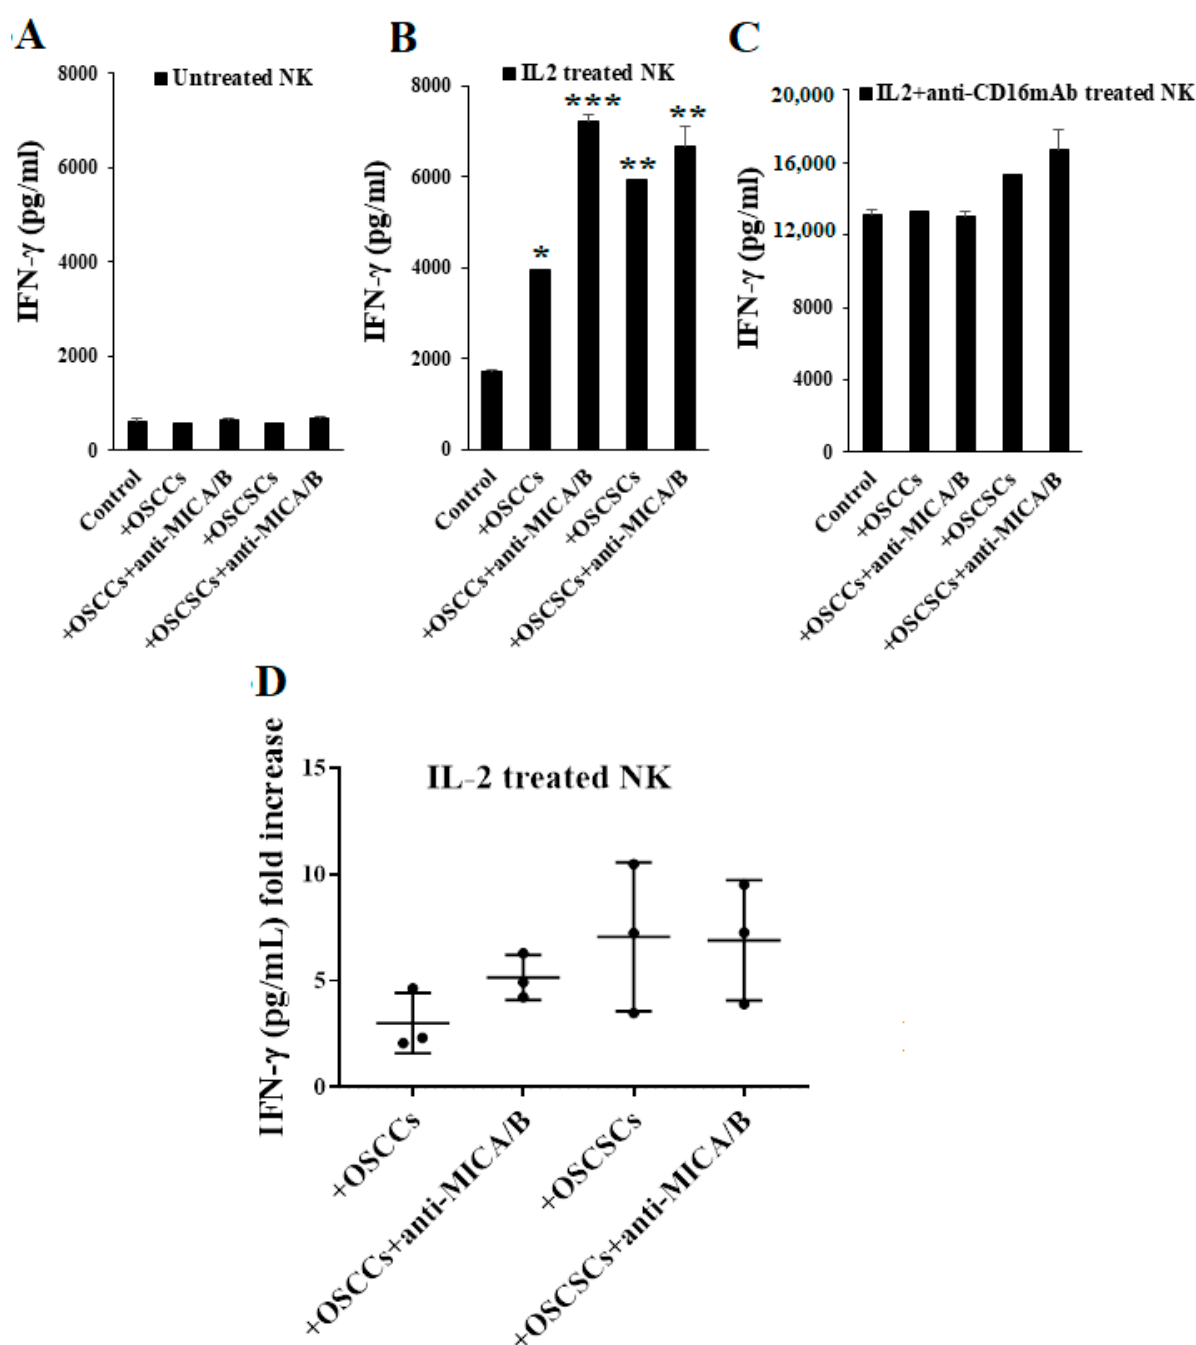 A
Untreated NK
8000
6000
4000
2000
0
IFN-γ (pg/ml)
Control
+OSCCs
+OSCCs+anti-MICA/B
+OSCSCs
+OSCSCs+anti-MICA/B
B
IL2 treated NK
8000
6000
4000
2000
0
IFN-γ (pg/ml)
*
***
**
**
Control
+OSCCs
+OSCCs+anti-MICA/B
+OSCSCs
+OSCSCs+anti-MICA/B
C
IL2+anti-CD16mAb treated NK
20,000
16,000
12,000
8000
4000
0
IFN-γ (pg/ml)
Control
+OSCCs
+OSCCs+anti-MICA/B
+OSCSCs
+OSCSCs+anti-MICA/B
D
IL-2 treated NK
15
10
5
0
IFN-γ (pg/mL) fold increase
+OSCCs
+OSCCs+anti-MICA/B
+OSCSCs
+OSCSCs+anti-MICA/B